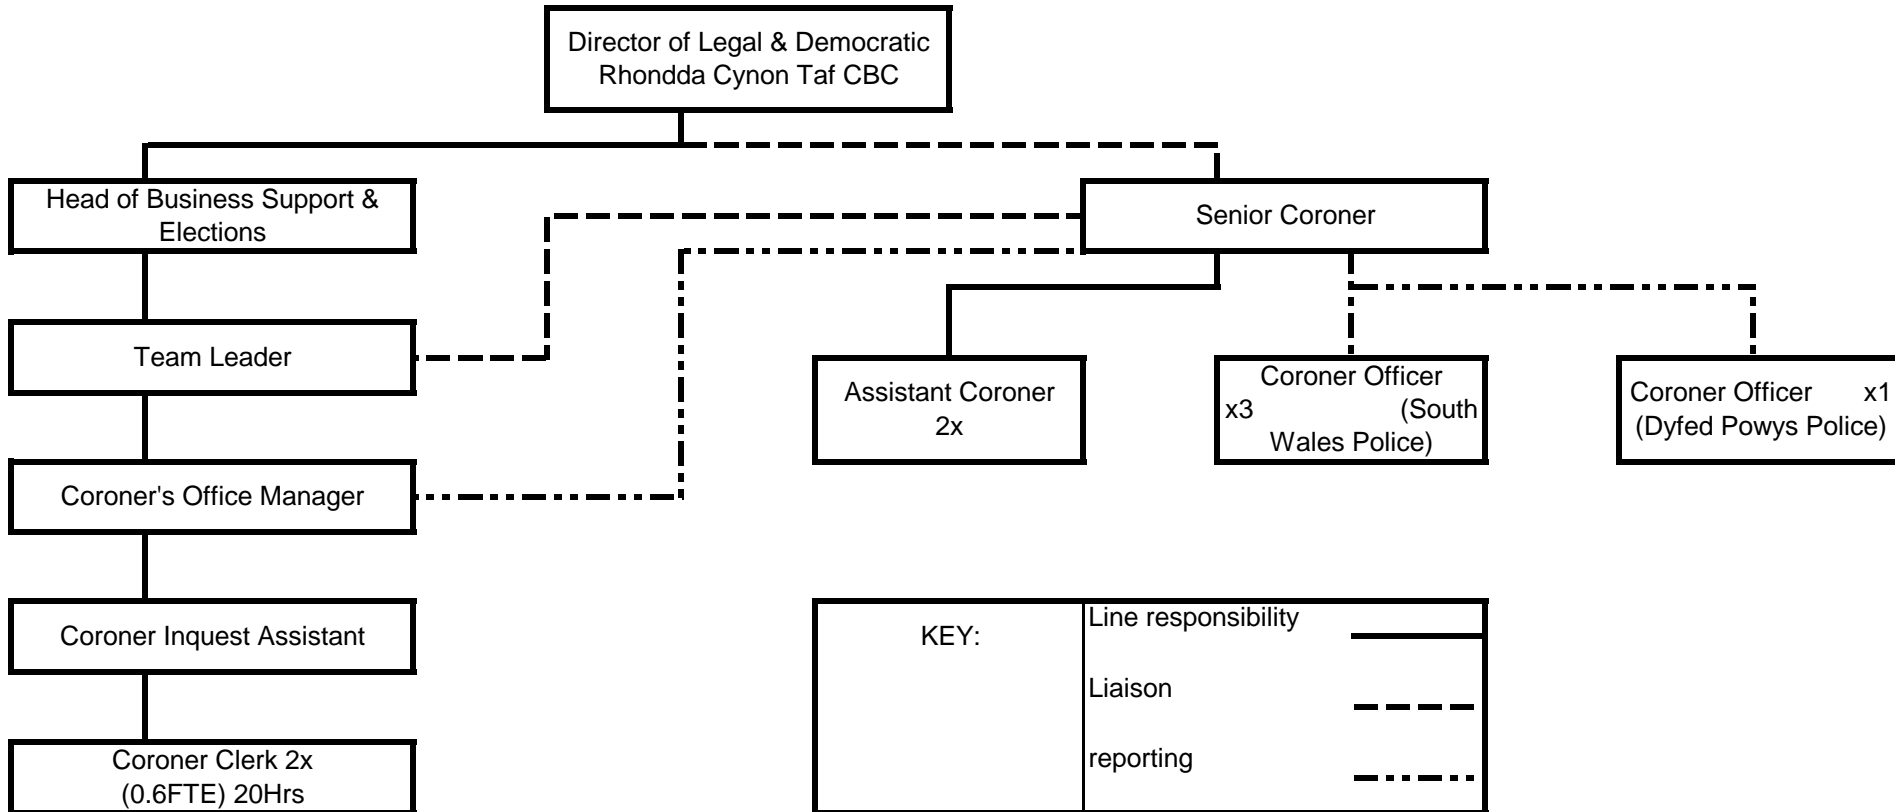 Director of Legal & Democratic
Rhondda Cynon Taf CBC
Head of Business Support &
Elections
Senior Coroner
Team Leader
Assistant Coroner
2x
Coroner Officer
x3 (South
Wales Police)
Coroner Officer x1
(Dyfed Powys Police)
Coroner's Office Manager
Coroner Inquest Assistant
Coroner Clerk 2x
(0.6FTE) 20Hrs
KEY:
Line responsibility
Liaison
reporting